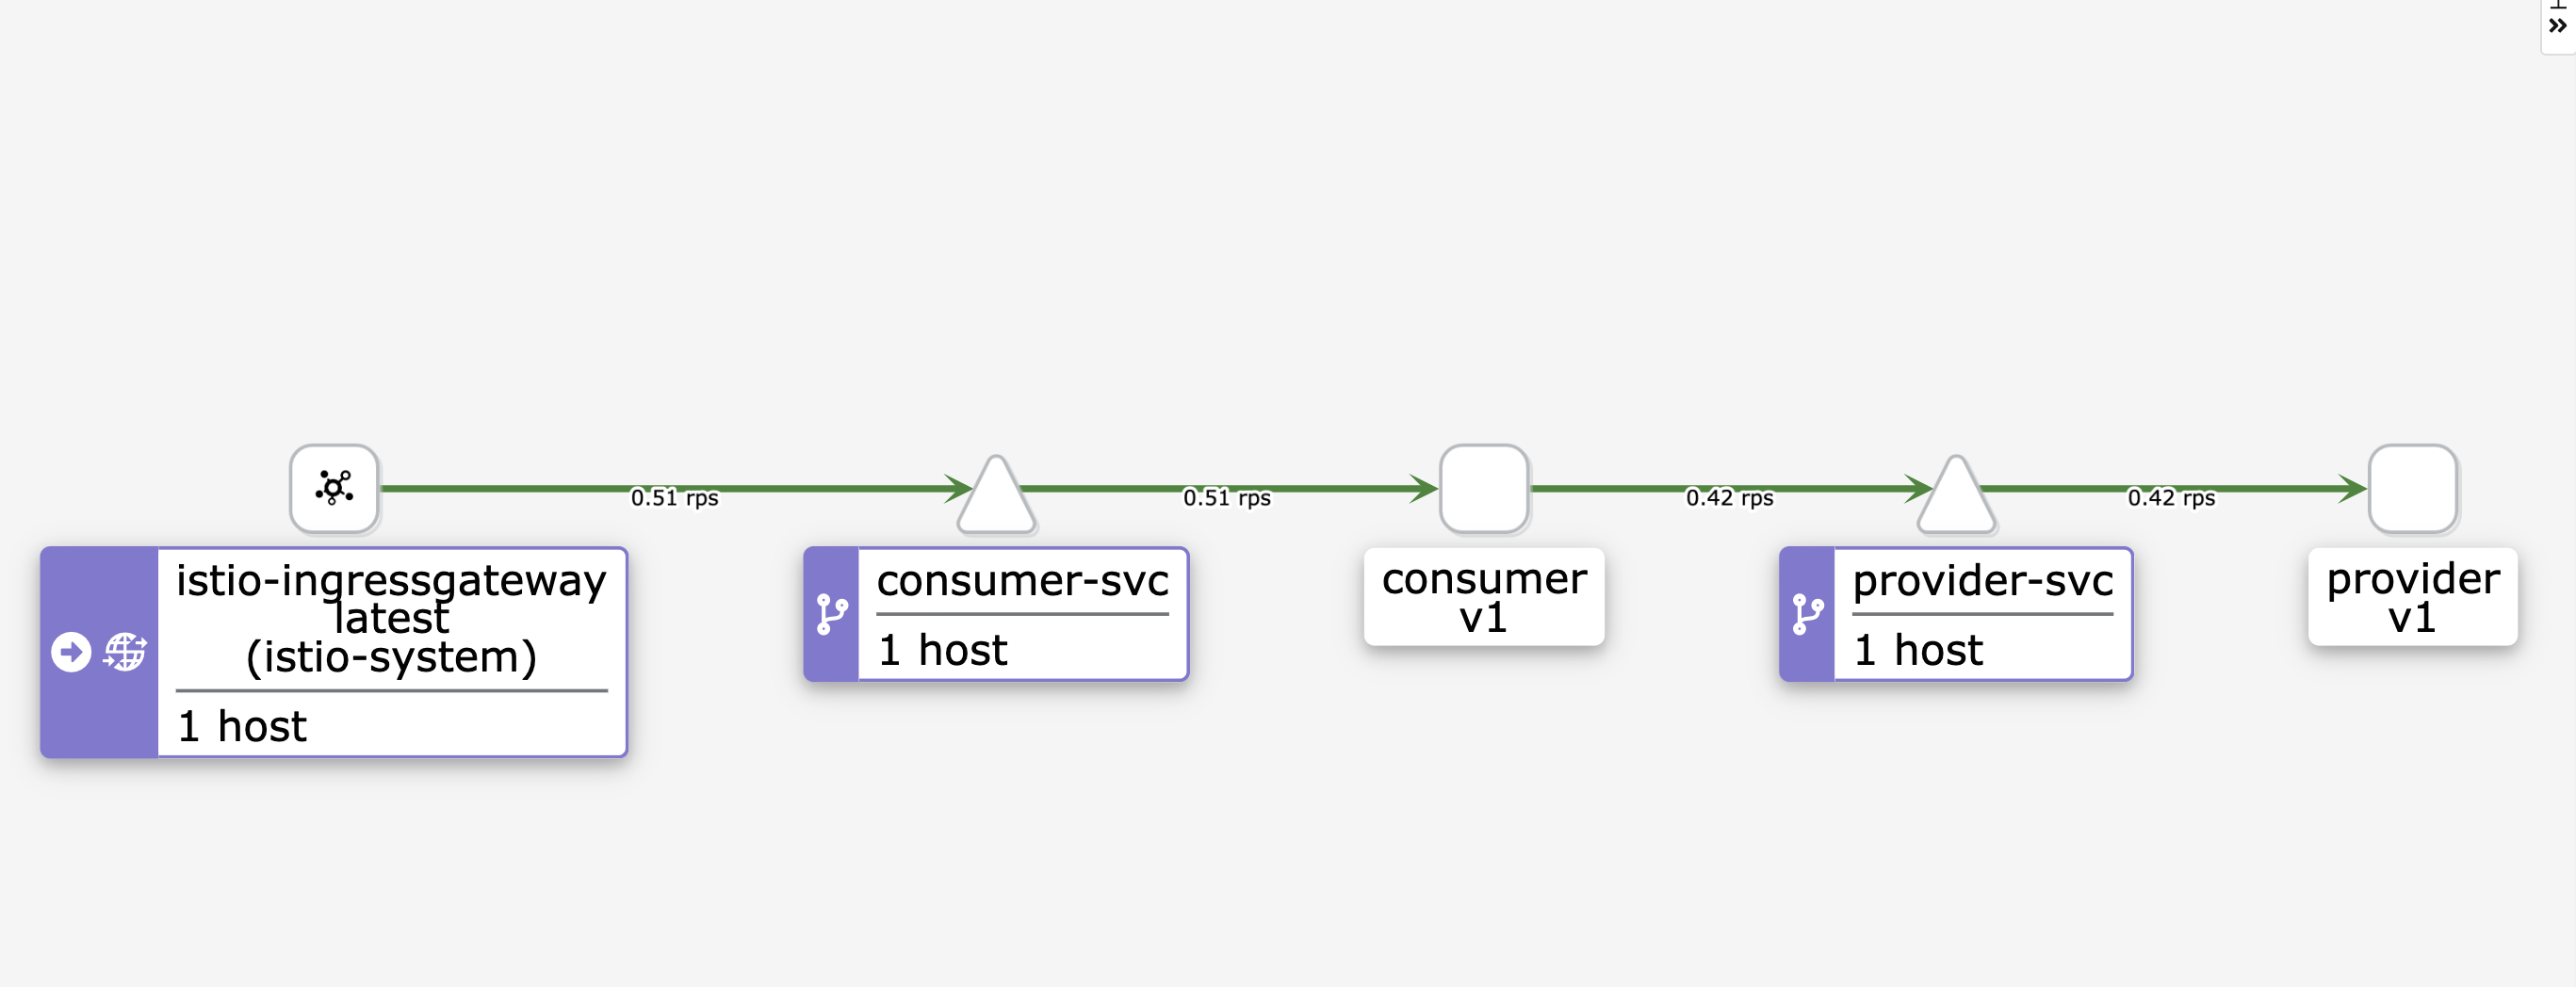 0.51 rps
0.51 rps
0.42 rps
0.42 rps
istio-ingressgateway
latest
(istio-system)
1 host
consumer-svc
1 host
consumer
v1
provider-svc
1 host
provider
v1